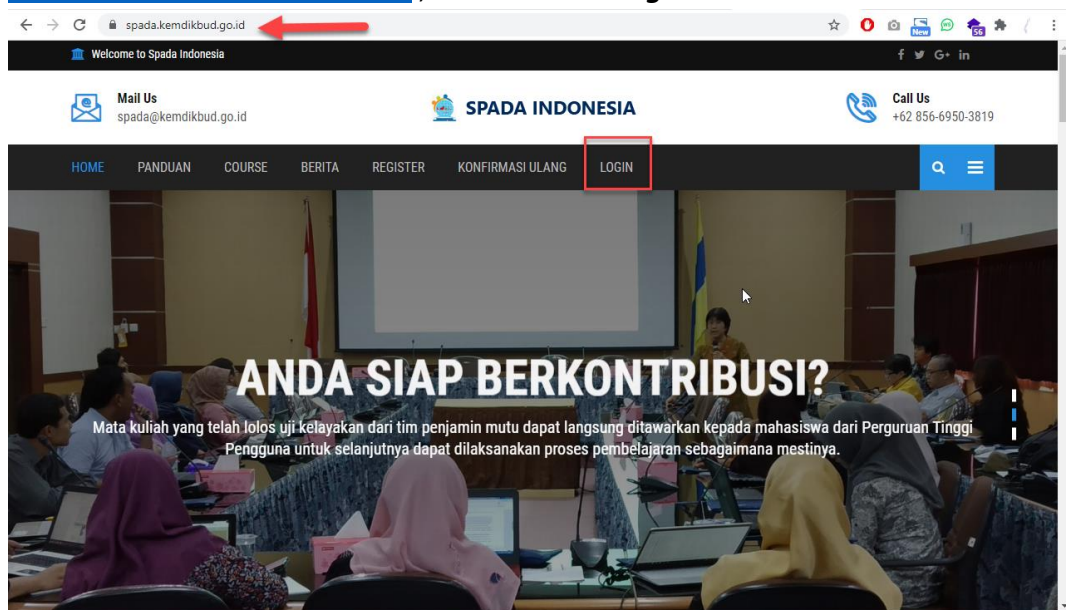 spada.kemdikbud.go.id
New
56
Welcome to Spada Indonesia
f G+ in
Mail Us
spada@kemdikbud.go.id
SPADA INDONESIA
Call Us
+62 856-6950-3819
HOME PANDUAN COURSE BERITA REGISTER KONFIRMASI ULANG LOGIN
ANDA SIAP BERKONTRIBUSI?
Mata kuliah yang telah lolos uji kelayakan dari tim penjamin mutu dapat langsung ditawarkan kepada mahasiswa dari Perguruan Tinggi
Pengguna untuk selanjutnya dapat dilaksanakan proses pembelajaran sebagaimana mestinya.